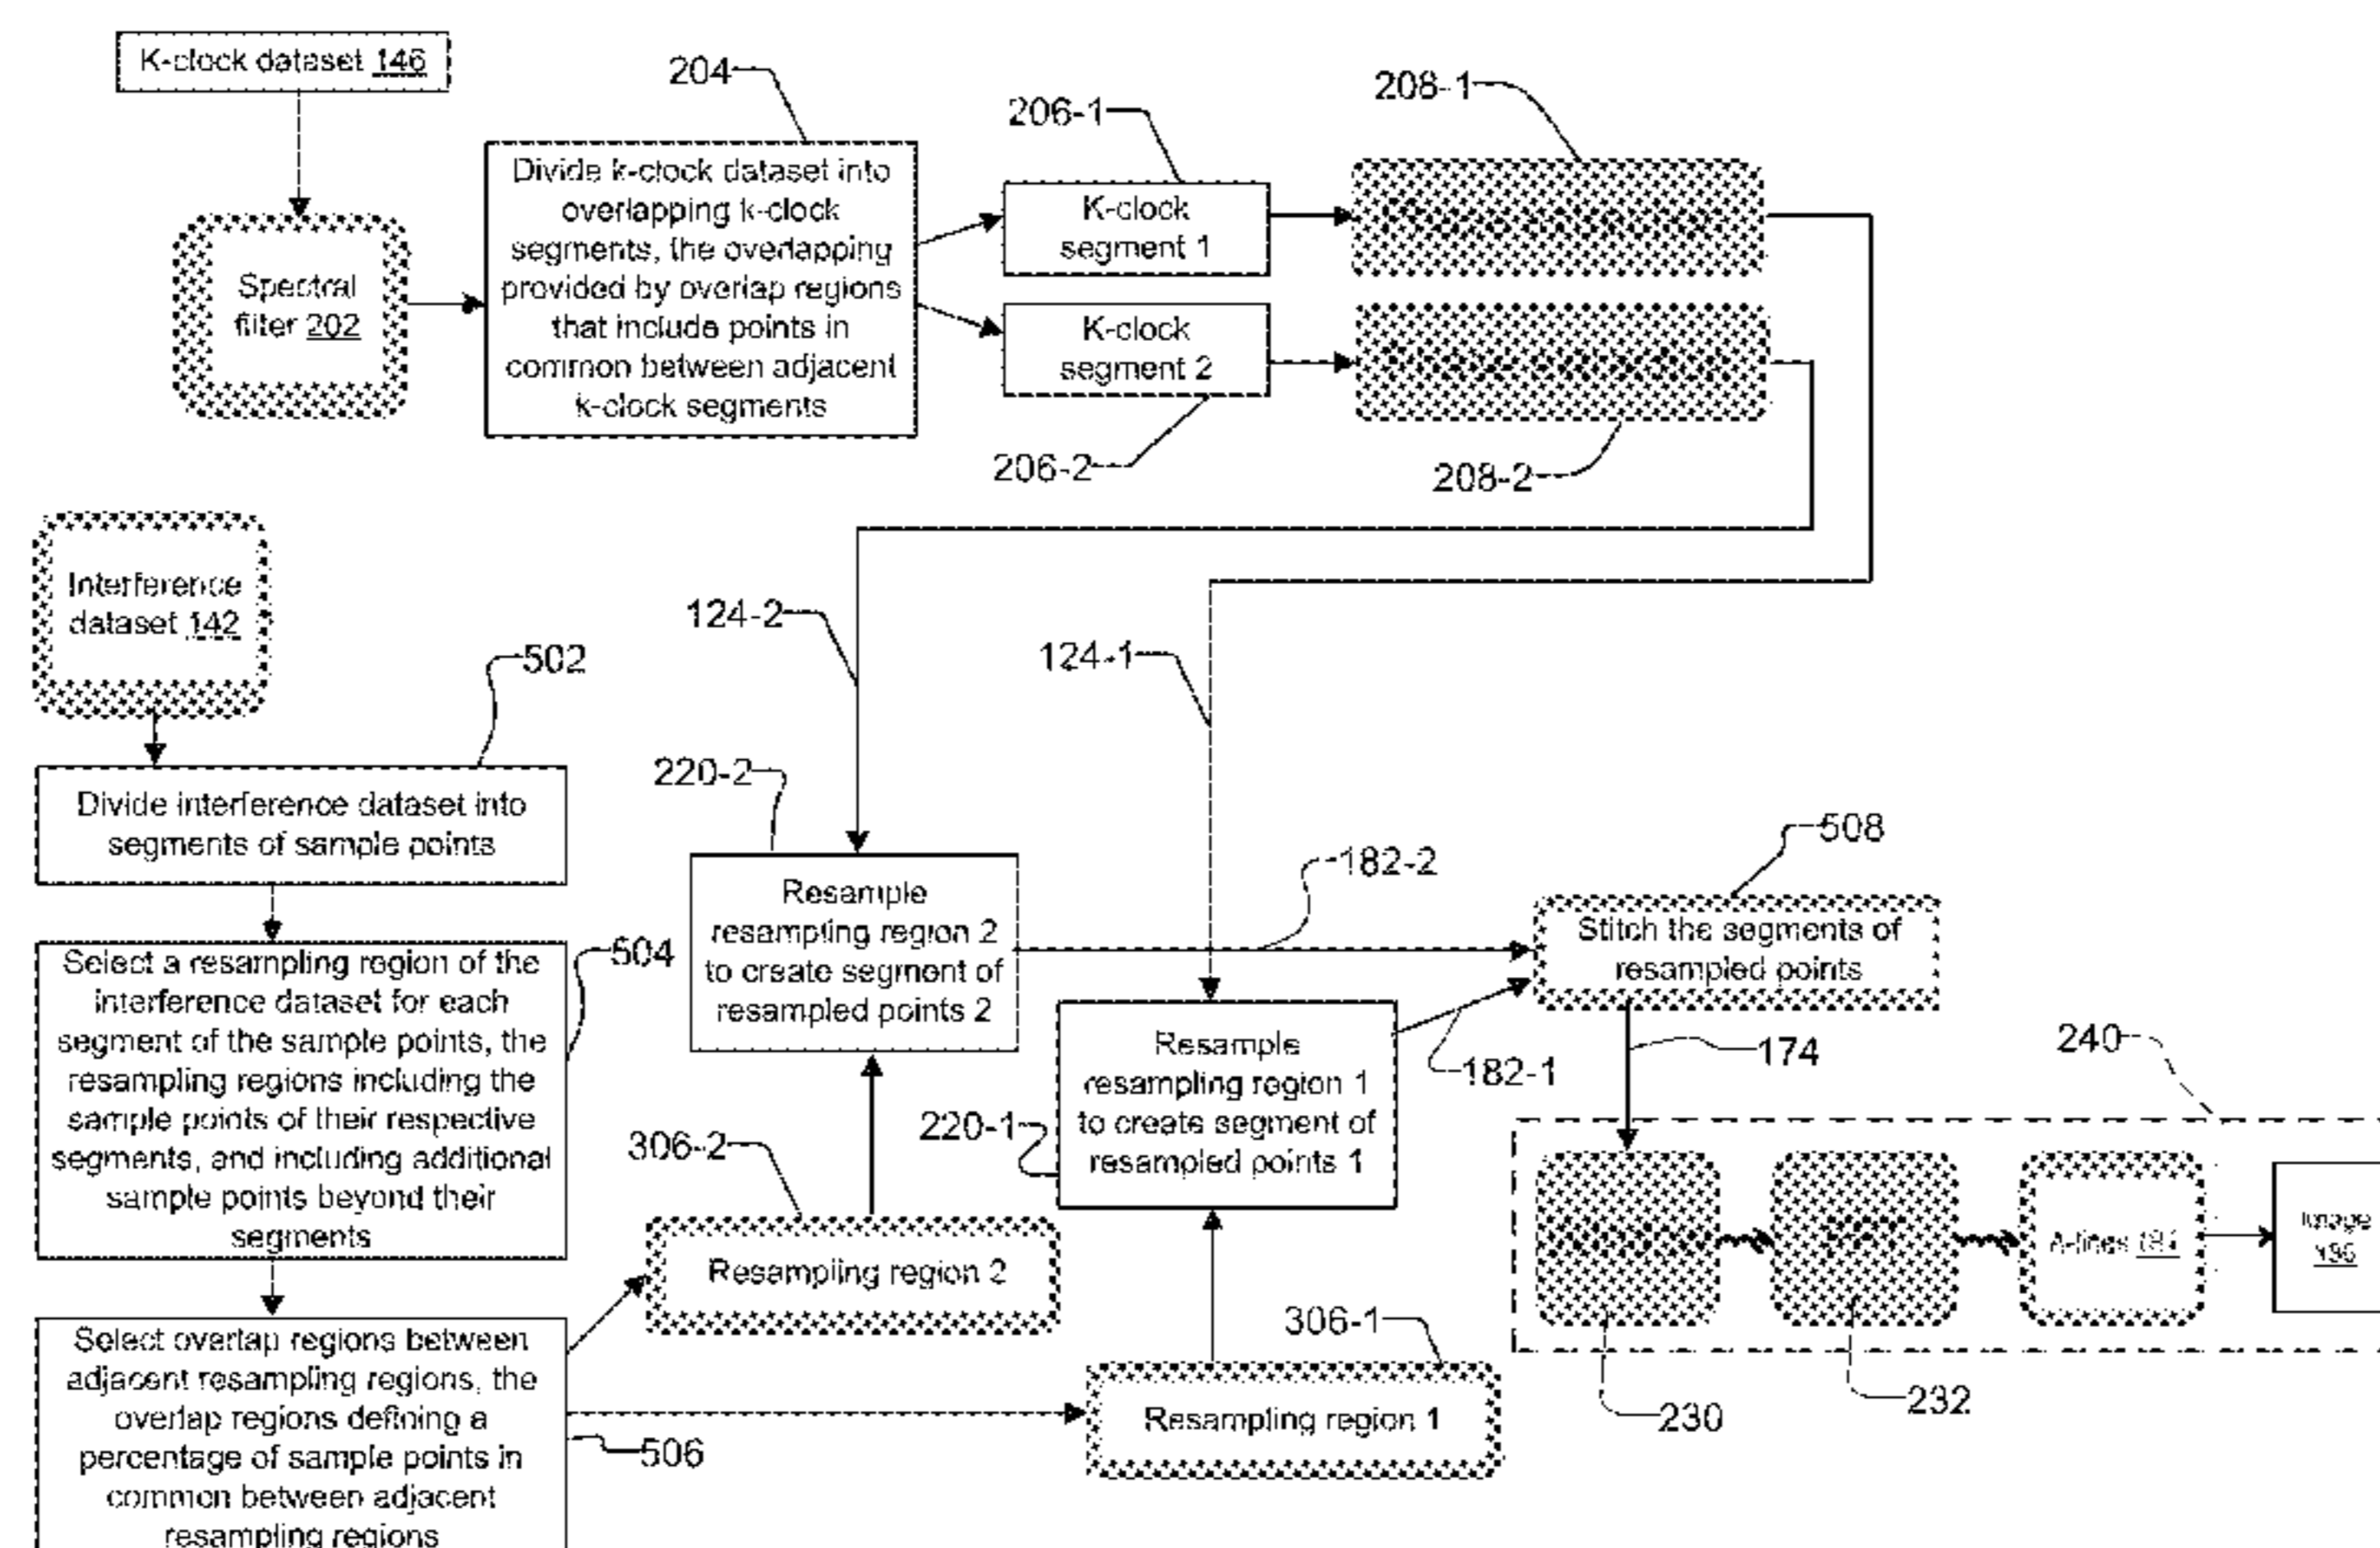 K-clock dataset 146
204
206-1
208-1
Divide k-clock dataset into
overlapping k-clock
segments, the overlapping
provided by overlap regions
that include points in
common between adjacent
k-clock segments
K-clock
segment 1
Spectral
filter 202
K-clock
segment 2
206-2
208-2
Interference
dataset 142
124-2
124-1
502
220-2
Divide interference dataset into
segments of sample points
508
182-2
Resample
resampling region 2
to create segment of
resampled points 2
Stitch the segments of
resampled points
504
Select a resampling region of the
interference dataset for each
segment of the sample points, the
resampling regions including the
sample points of their respective
segments, and including additional
sample points beyond their
segments
Resample
resampling region 1
to create segment of
resampled points 1
182-1
174
240
220-1
306-2
Resampling region 2
A-lines
Image
306-1
Select overlap regions between
adjacent resampling regions, the
overlap regions defining a
percentage of sample points in
common between adjacent
resampling regions
Resampling region 1
230
232
506